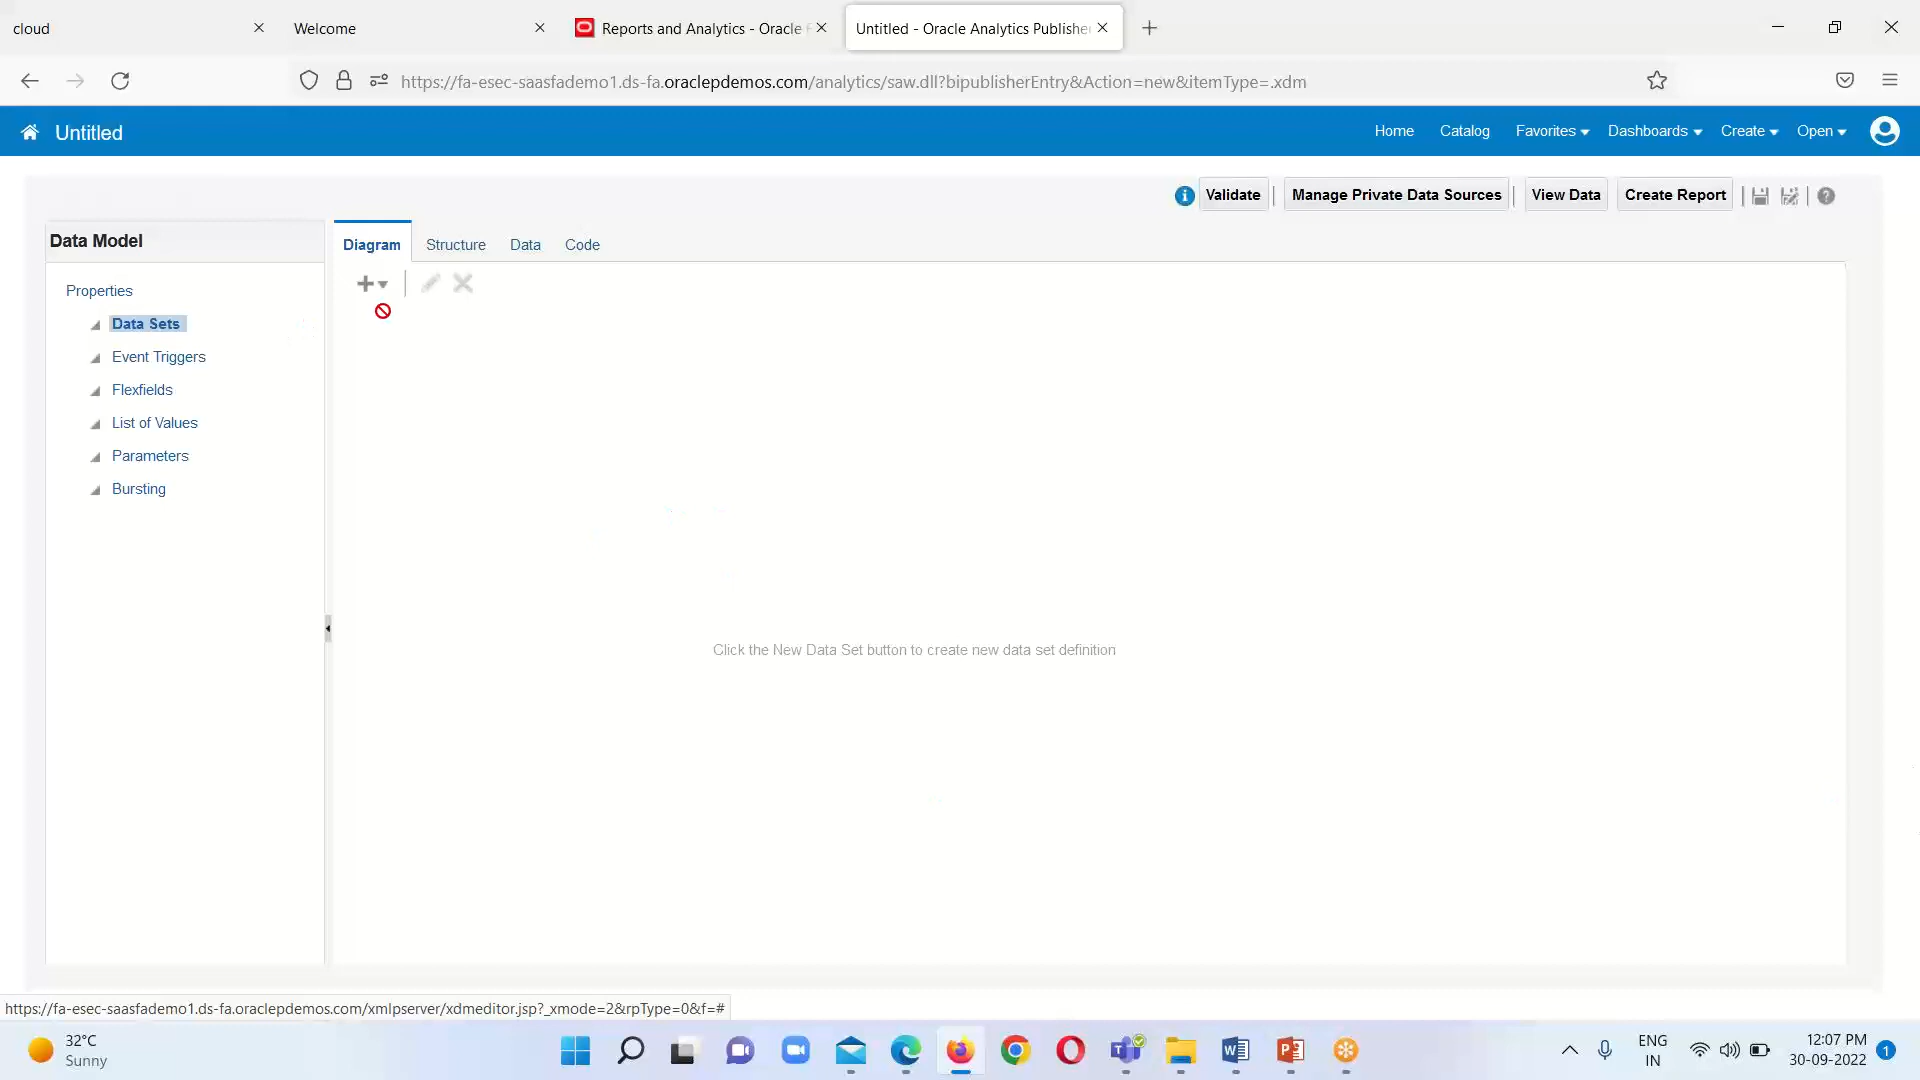 cloud
Welcome
Reports and Analytics - Oracle F
Untitled - Oracle Analytics Publishe
https://fa-esec-saasfademo1.ds-fa.oraclepdemos.com/analytics/saw.dll?bipublisherEntry&Action=new&itemType=.xdm
Untitled
Home
Catalog
Favorites
Dashboards
Create
Open
Validate
Manage Private Data Sources
View Data
Create Report
Data Model
Diagram
Structure
Data
Code
Properties
Data Sets
Event Triggers
Flexfields
List of Values
Parameters
Bursting
Click the New Data Set button to create new data set definition
https://fa-esec-saasfademo1.ds-fa.oraclepdemos.com/xmlpserver/xdmeditor.jsp?_xmode=2&rpType=0&f=#
32°C
Sunny
ENG
IN
12:07 PM
30-09-2022
1